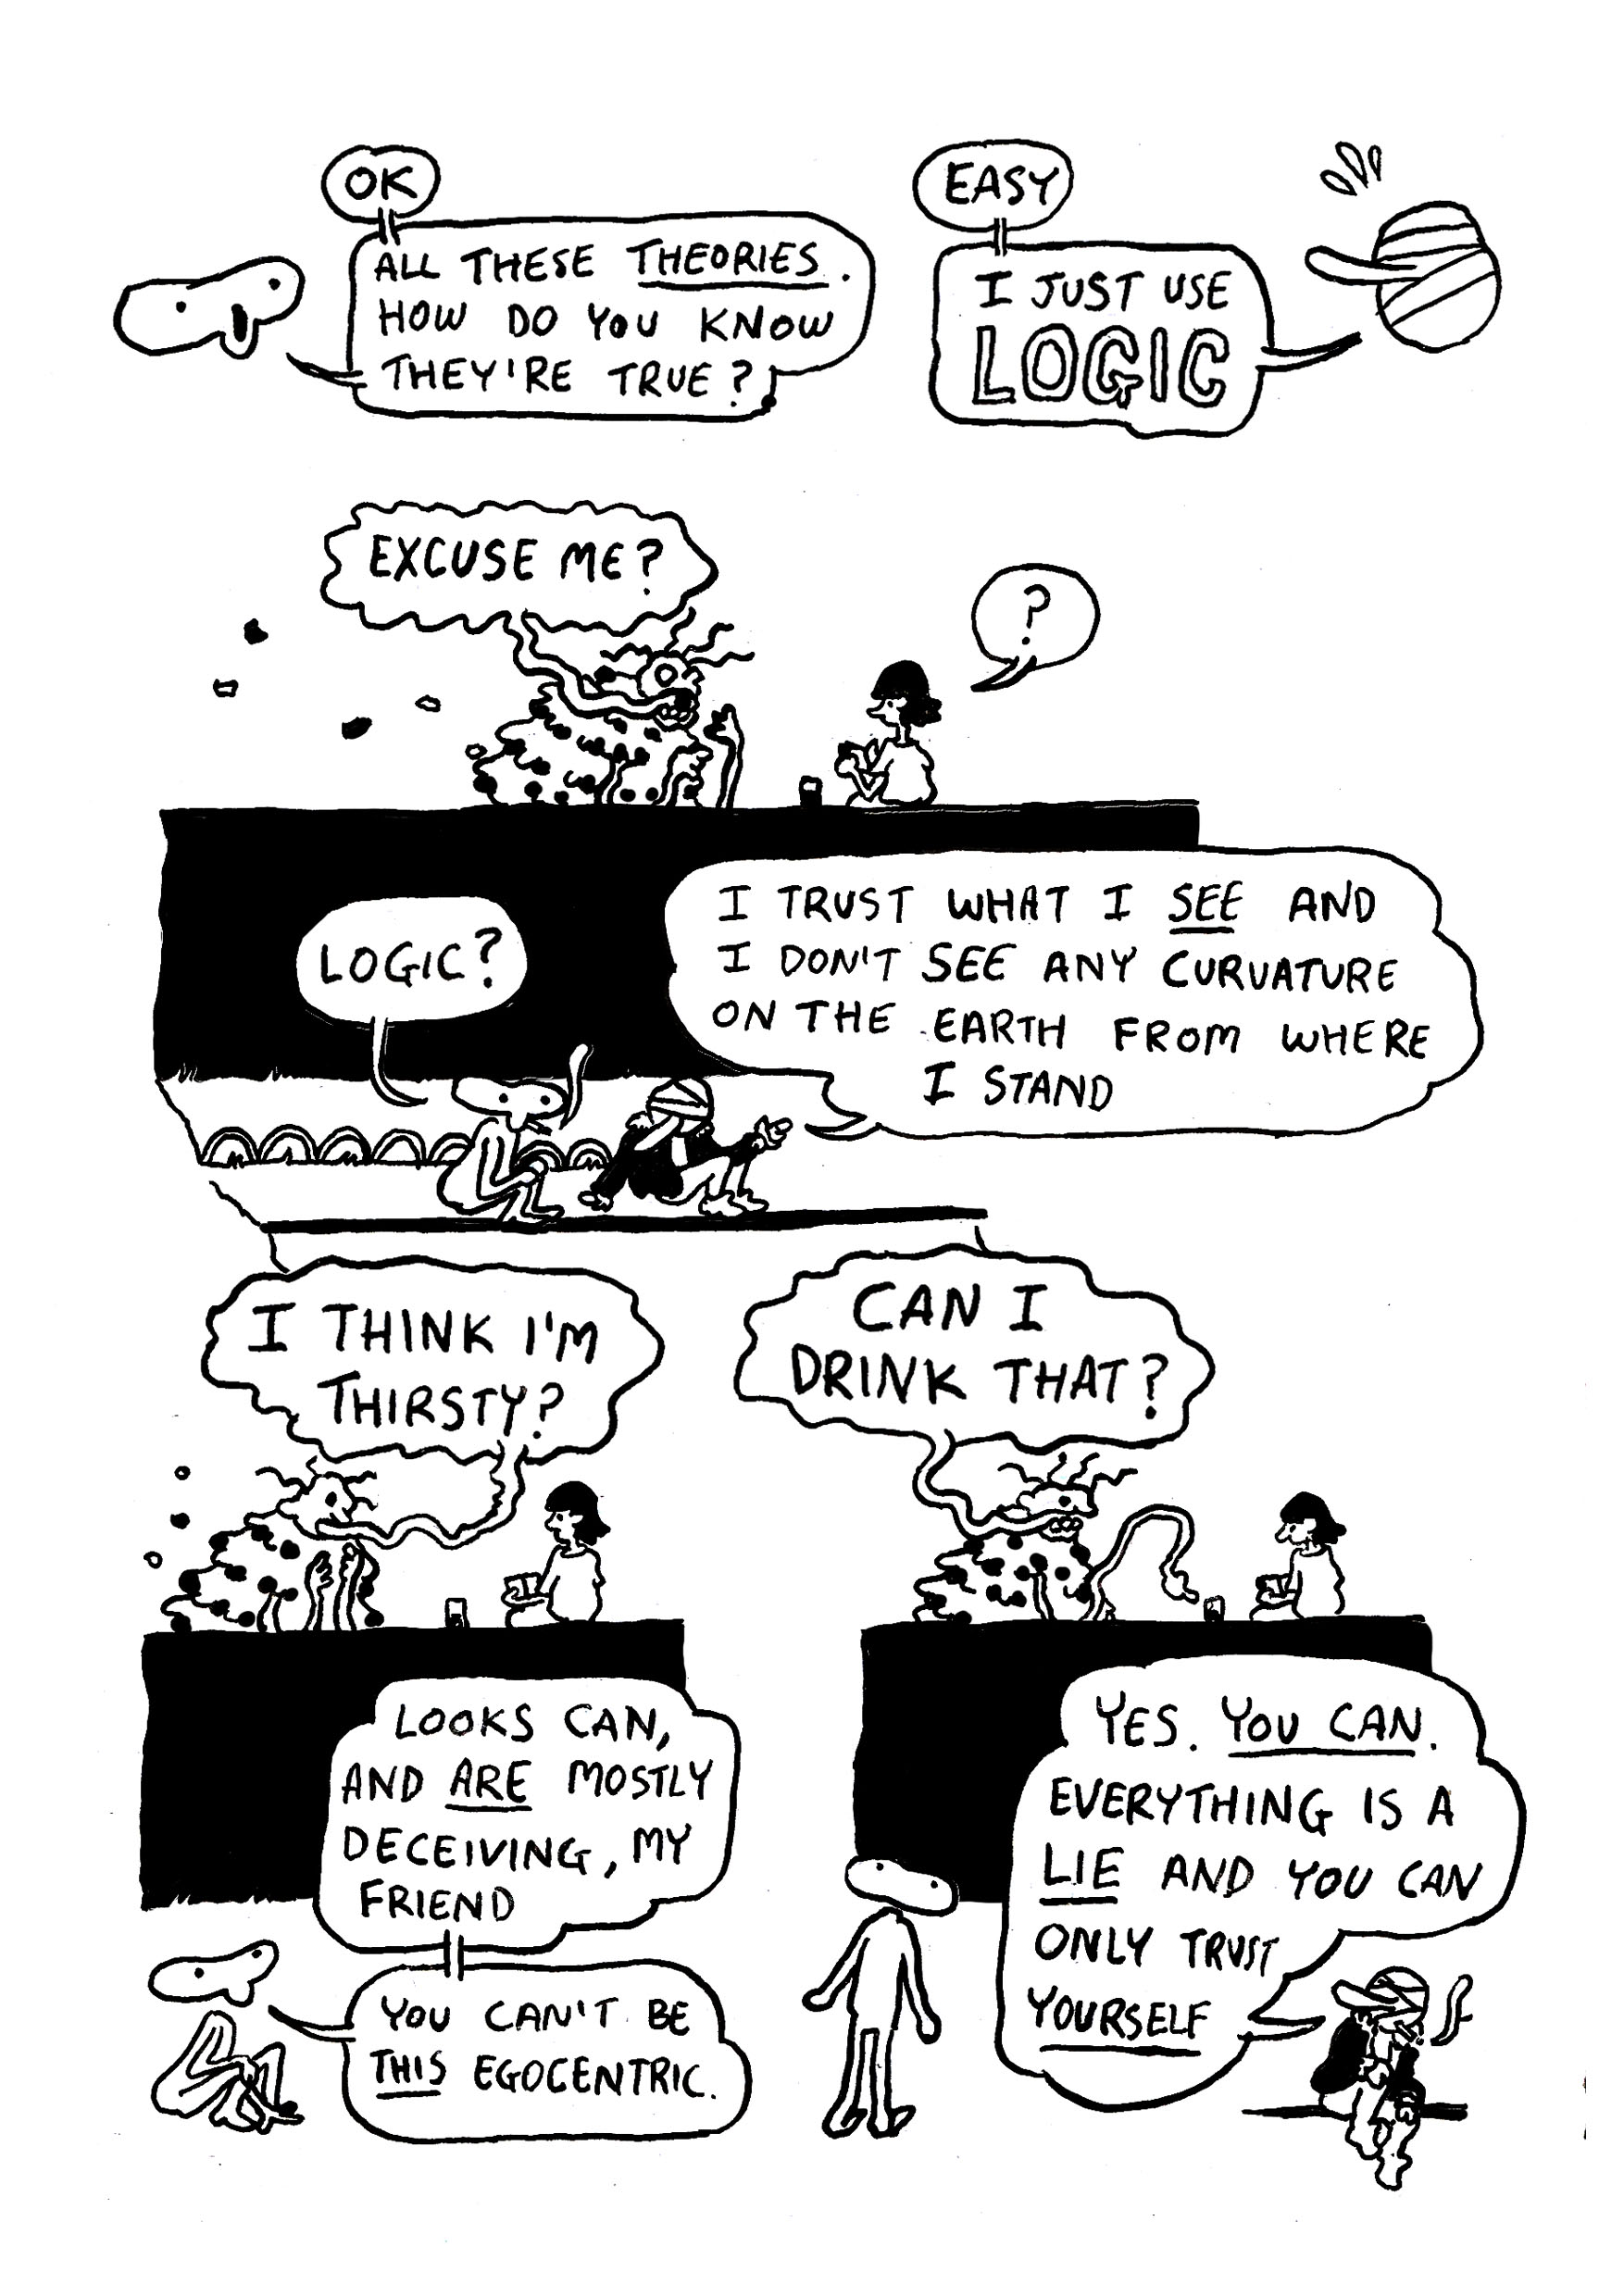 OK
ALL THESE THEORIES.
HOW DO YOU KNOW
THEY'RE TRUE?
EASY
I JUST USE
LOGIC
EXCUSE ME?
?
LOGIC?
I TRUST WHAT I SEE AND
I DON'T SEE ANY CURVATURE
ON THE EARTH FROM WHERE
I STAND
I THINK I'M
THIRSTY?
CAN I
DRINK THAT?
LOOKS CAN,
AND ARE MOSTLY
DECEIVING, MY
FRIEND
YOU CAN'T BE
THIS EGOCENTRIC.
YES. YOU CAN.
EVERYTHING IS A
LIE AND YOU CAN
ONLY TRUST
YOURSELF